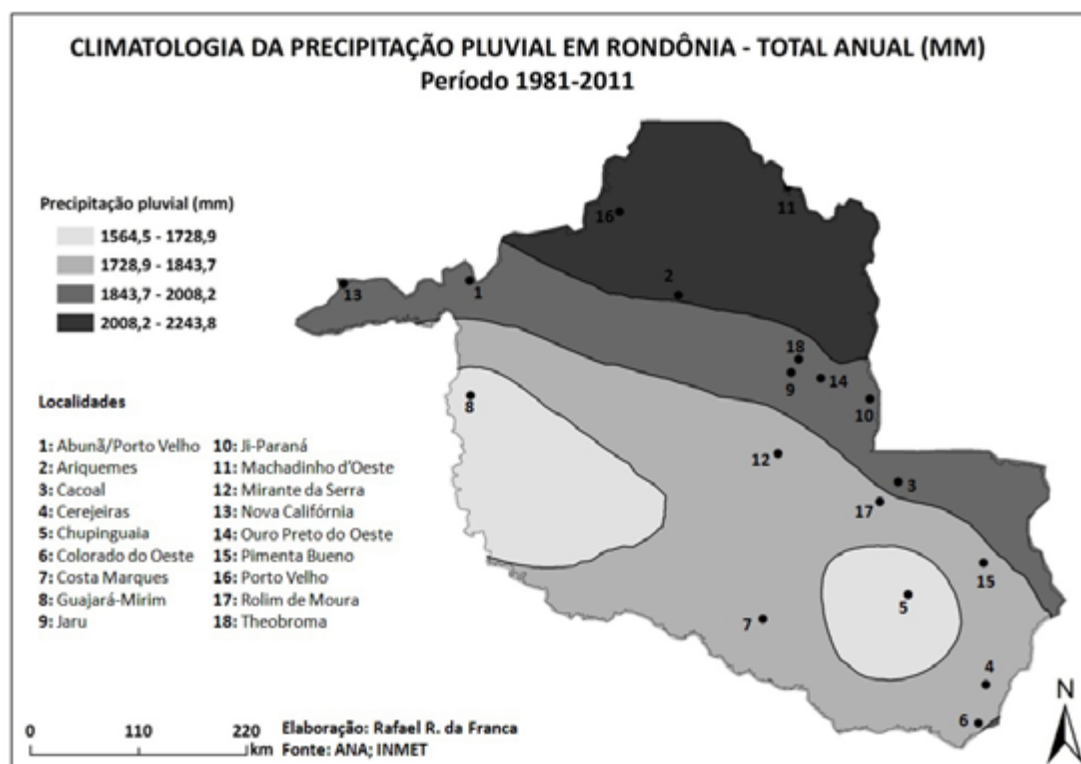 CLIMATOLOGIA DA PRECIPITAÇÃO PLUVIAL EM RONDÔNIA - TOTAL ANUAL (MM)
Período 1981-2011
Precipitação pluvial (mm)
1564,5 - 1728,9
1728,9 - 1843,7
1843,7 - 2008,2
2008,2 - 2243,8
Localidades
1: Abunã/Porto Velho
2: Ariquemes
3: Cacoal
4: Cerejeiras
5: Chupinguaia
6: Colorado do Oeste
7: Costa Marques
8: Guajará-Mirim
9: Jaru
10: Ji-Paraná
11: Machadinho d'Oeste
12: Mirante da Serra
13: Nova Califórnia
14: Ouro Preto do Oeste
15: Pimenta Bueno
16: Porto Velho
17: Rolim de Moura
18: Theobroma
16
11
13
1
2
18
9
14
10
8
12
3
17
15
5
7
4
6
N
0 110 220
km
Elaboração: Rafael R. da Franca
Fonte: ANA; INMET